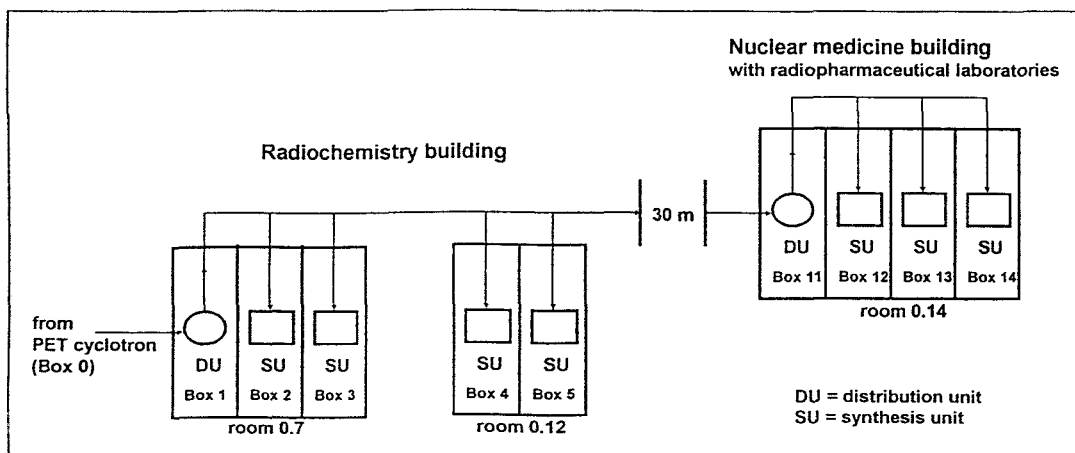 Nuclear medicine building
with radiopharmaceutical laboratories
Radiochemistry building
30 m
DU
SU
SU
SU
Box 11
Box 12
Box 13
Box 14
room 0.14
from
PET cyclotron
(Box 0)
DU
SU
SU
SU
SU
Box 1
Box 2
Box 3
Box 4
Box 5
room 0.7
room 0.12
DU = distribution unit
SU = synthesis unit